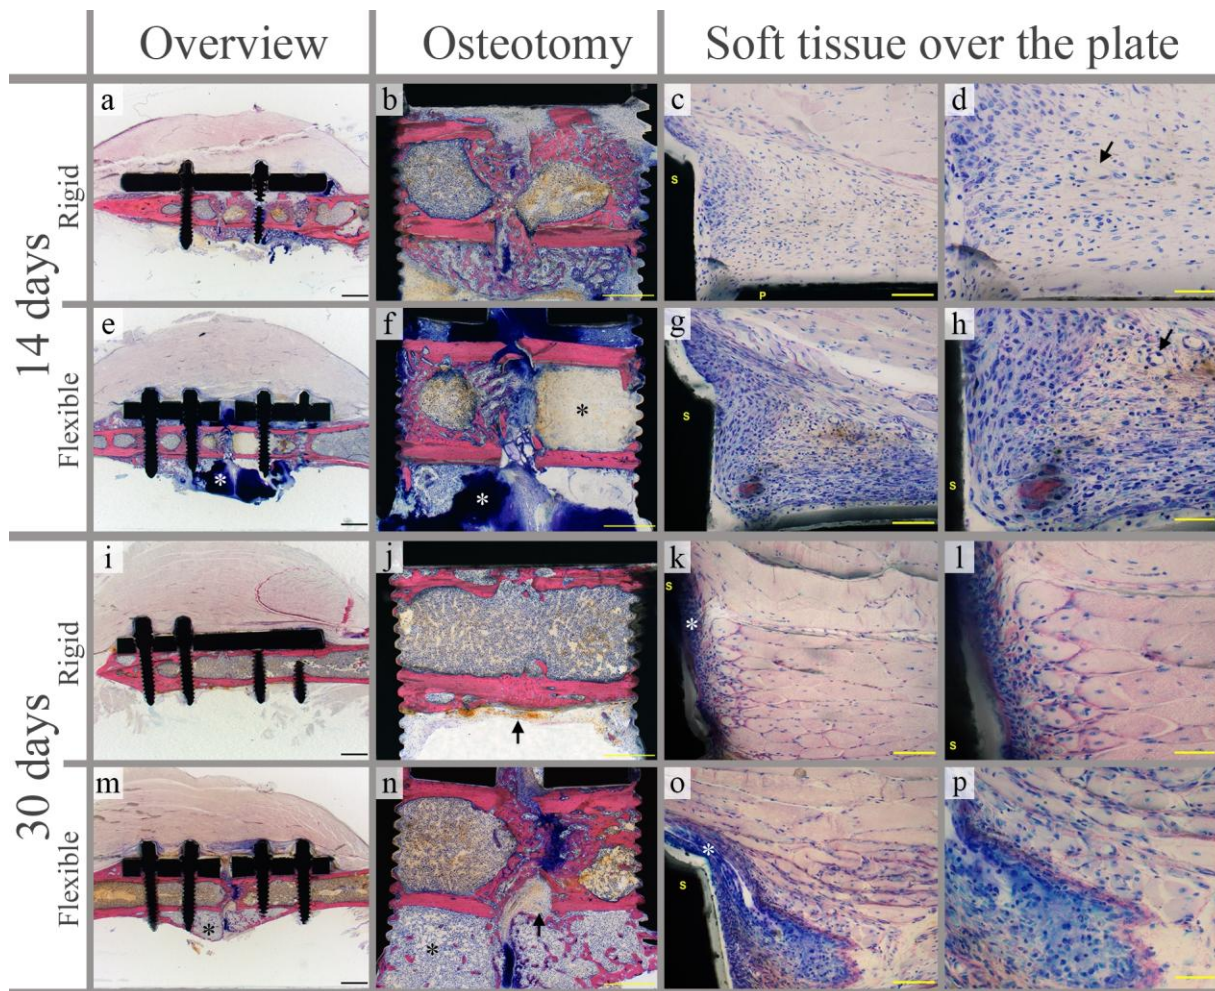 Overview
Osteotomy
Soft tissue over the plate
14 days
Rigid
a
b
*
c
S
P
d
Flexible
e
*
f
*
*
g
S
h
S
30 days
Rigid
i
j
k
S
*
l
S
Flexible
m
*
n
*
o
*
S
p